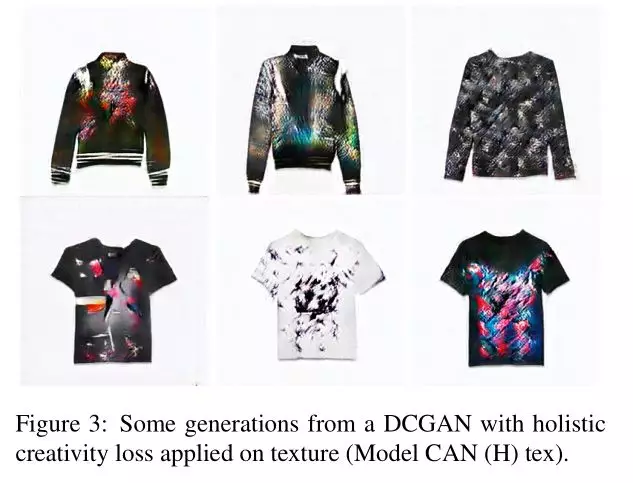 Figure 3: Some generations from a DCGAN with holistic
creativity loss applied on texture (Model CAN (H) tex).